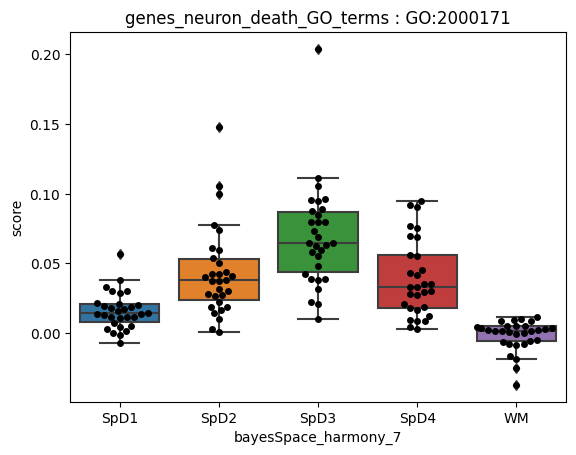 genes_neuron_death_GO_terms : GO:2000171
0.20
0.15
0.10
0.05
0.00
score
SpD1 SpD2 SpD3 SpD4 WM
bayesSpace_harmony_7